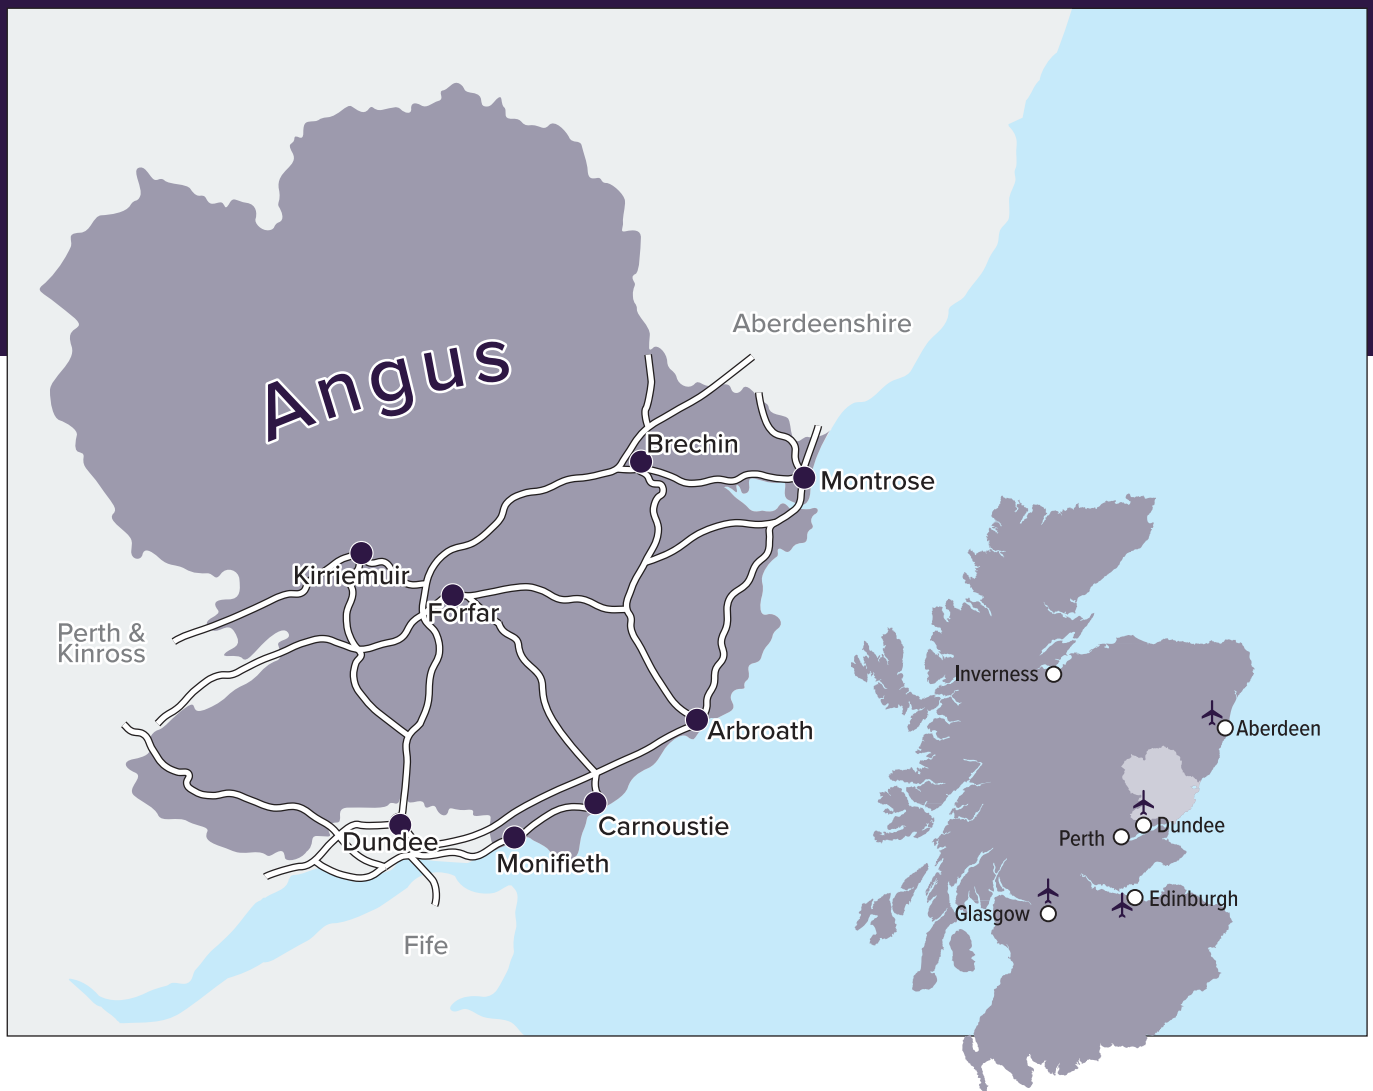 Aberdeenshire
Angus
Brechin
Montrose
Kirriemuir
Forfar
Perth &
Kinross
Arbroath
Carnoustie
Dundee
Monifieth
Fife
Inverness
Aberdeen
Dundee
Perth
Edinburgh
Glasgow